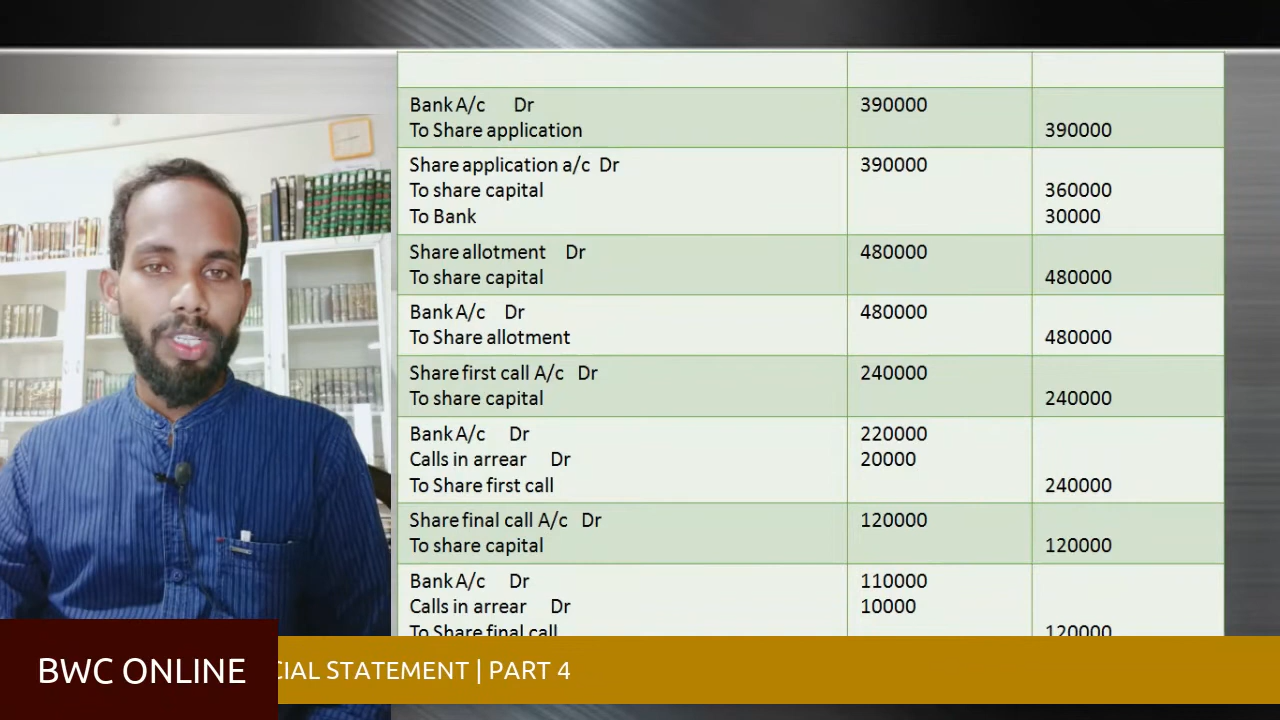 Bank A/c Dr 390000
To Share application 390000
Share application a/c Dr 390000
To share capital 360000
To Bank 30000
Share allotment Dr 480000
To share capital 480000
Bank A/c Dr 480000
To Share allotment 480000
Share first call A/c Dr 240000
To share capital 240000
Bank A/c Dr 220000
Calls in arrear Dr 20000
To Share first call 240000
Share final call A/c Dr 120000
To share capital 120000
Bank A/c Dr 110000
Calls in arrear Dr 10000
To Share final call 120000
BWC ONLINE
CIAL STATEMENT | PART 4